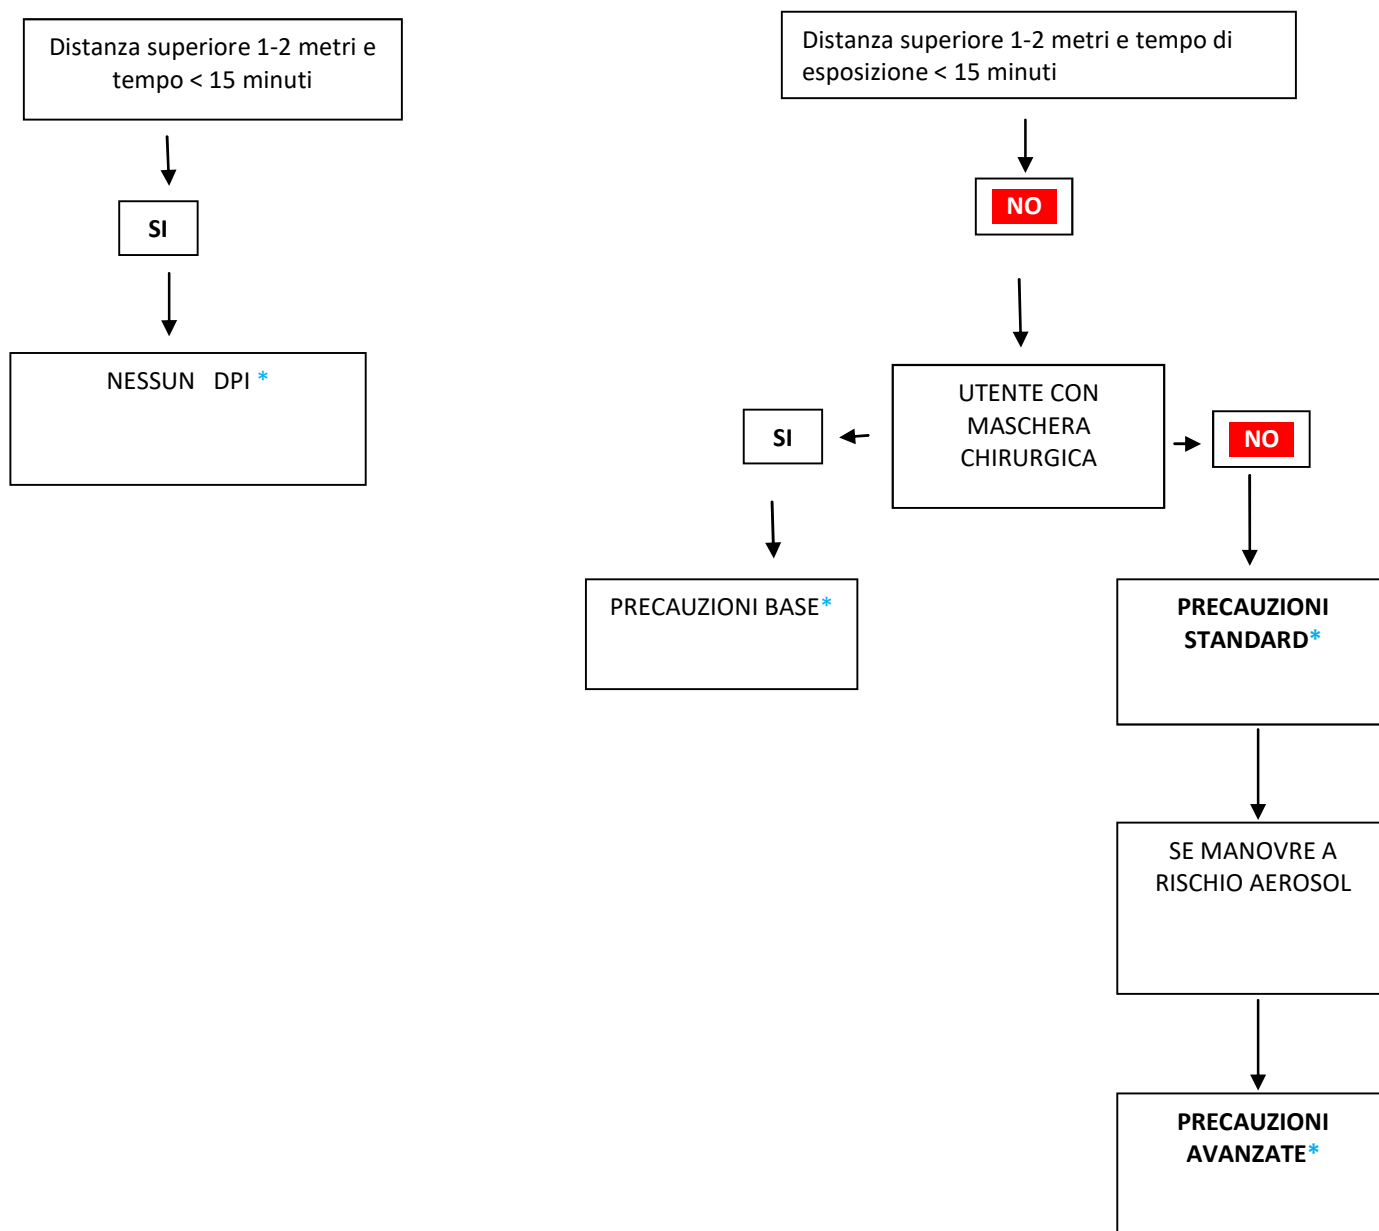 Distanza superiore 1-2 metri e
tempo < 15 minuti
SI
NESSUN DPI *
Distanza superiore 1-2 metri e tempo di
esposizione < 15 minuti
NO
UTENTE CON
MASCHERA
CHIRURGICA
SI
NO
PRECAUZIONI BASE*
PRECAUZIONI
STANDARD*
SE MANOVRE A
RISCHIO AEROSOL
PRECAUZIONI
AVANZATE*